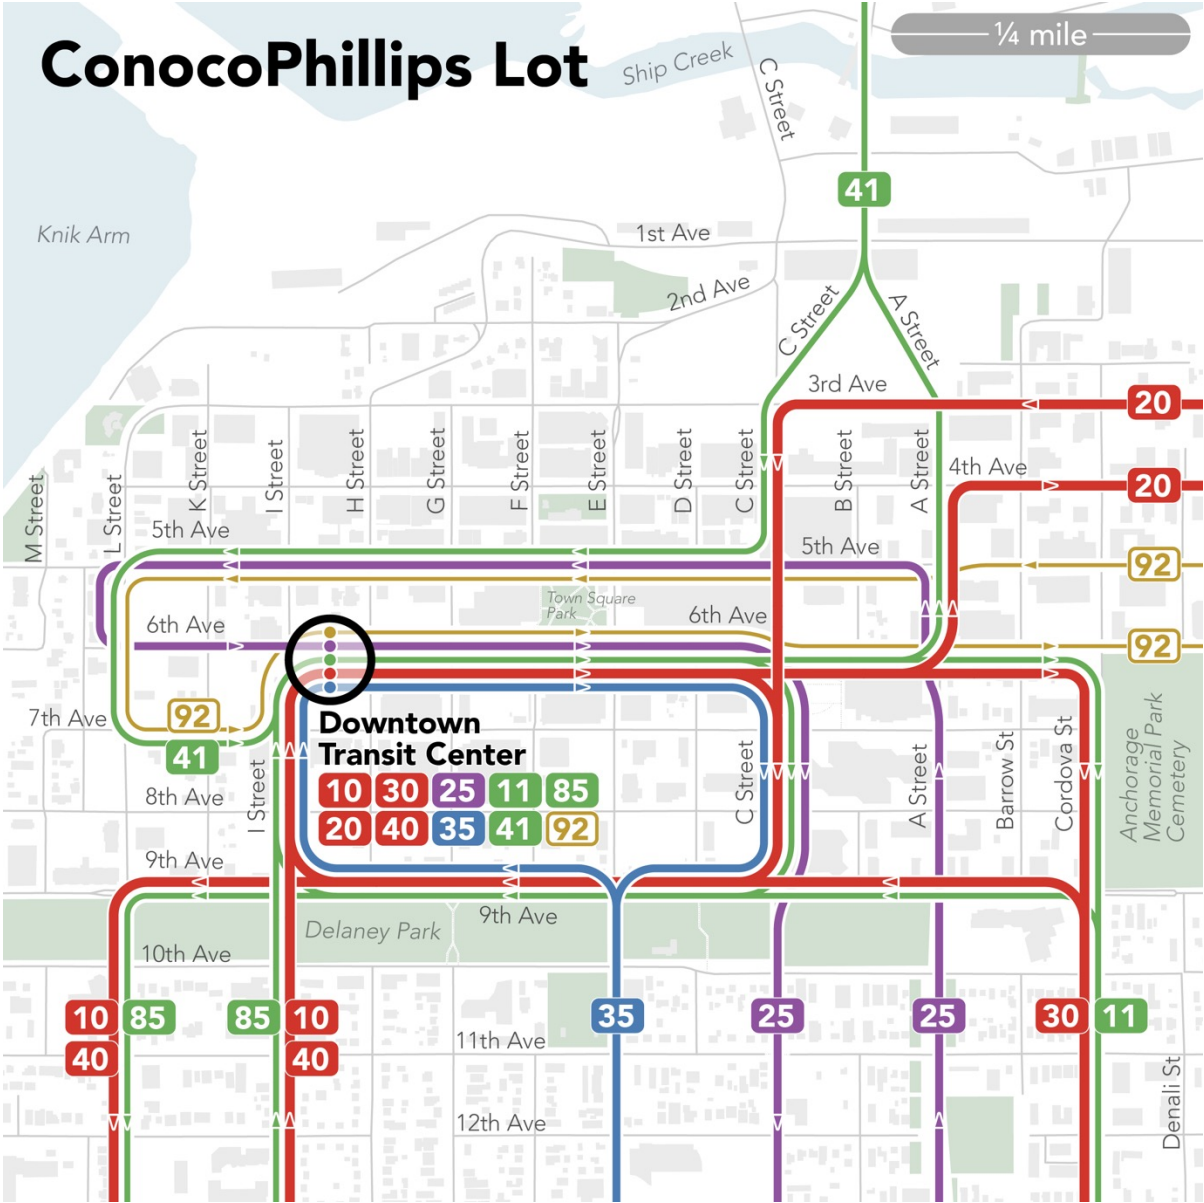 ConocoPhillips Lot
¼ mile
Ship Creek
C Street
41
Knik Arm
1st Ave
2nd Ave
C Street
A Street
3rd Ave
20
4th Ave
20
M Street
L Street
K Street
I Street
H Street
G Street
F Street
E Street
D Street
C Street
B Street
A Street
5th Ave
5th Ave
92
Town Square
Park
6th Ave
6th Ave
92
7th Ave
92
41
Downtown
Transit Center
10 30 25 11 85
20 40 35 41 92
8th Ave
I Street
C Street
A Street
Barrow St
Cordova St
Anchorage
Memorial Park
Cemetery
9th Ave
9th Ave
Delaney Park
10th Ave
10 85 85 10 35 25 25 30 11
40 40
11th Ave
12th Ave
Denali St